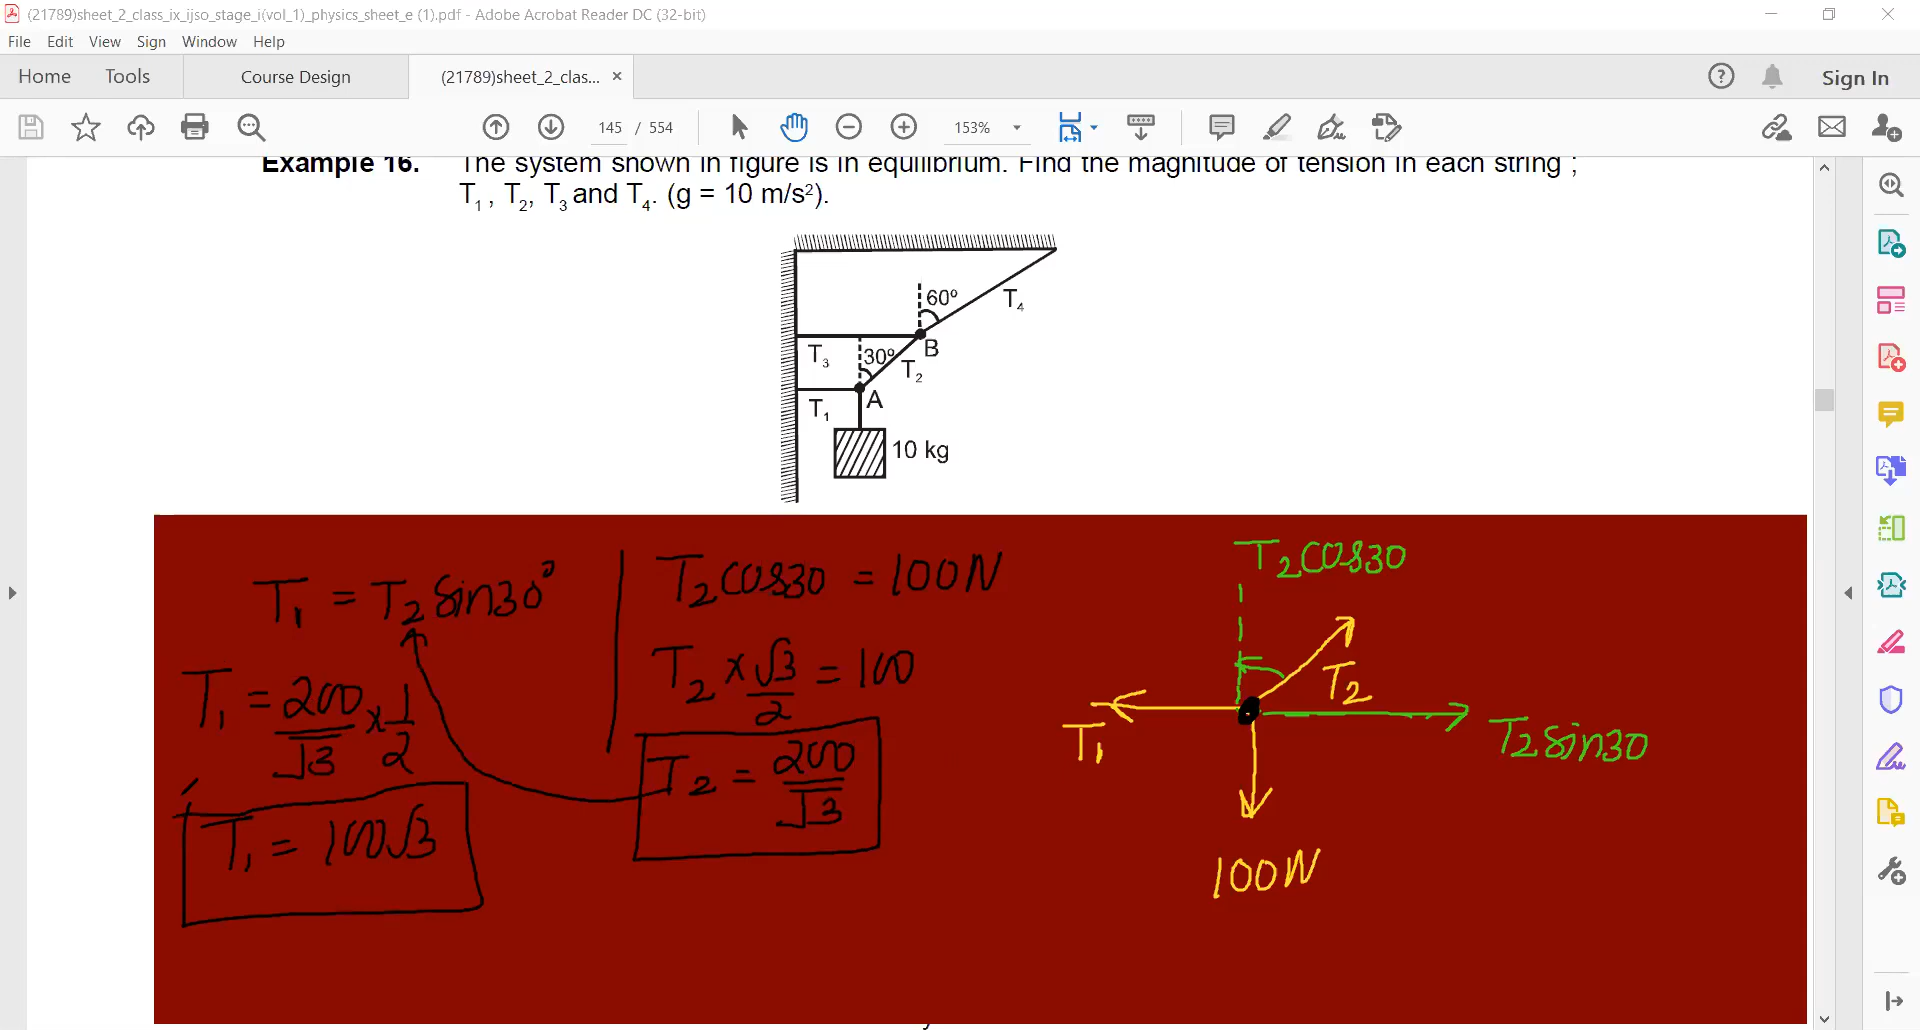 (21789)sheet_2_class_ix_ijso_stage_i(vol_1)_physics_sheet_e (1).pdf - Adobe Acrobat Reader DC (32-bit)
File Edit View Sign Window Help
Home Tools Course Design (21789)sheet_2_clas... × Sign In
145 / 554 153%
Example 16. The system shown in figure is in equilibrium. Find the magnitude of tension in each string ;
T₁ , T₂, T₃ and T₄. (g = 10 m/s²).
60º
T₄
B
T₃
30º
T₂
A
T₁
10 kg
T₁ = T₂ sin30°
T₁ = 200/√3 × 1/2
T₁ = 100√3
T₂ cos30 = 100N
T₂ × √3/2 = 100
T₂ = 200/√3
T₂cos30
T₂
T₁
T₂ sin30
100N